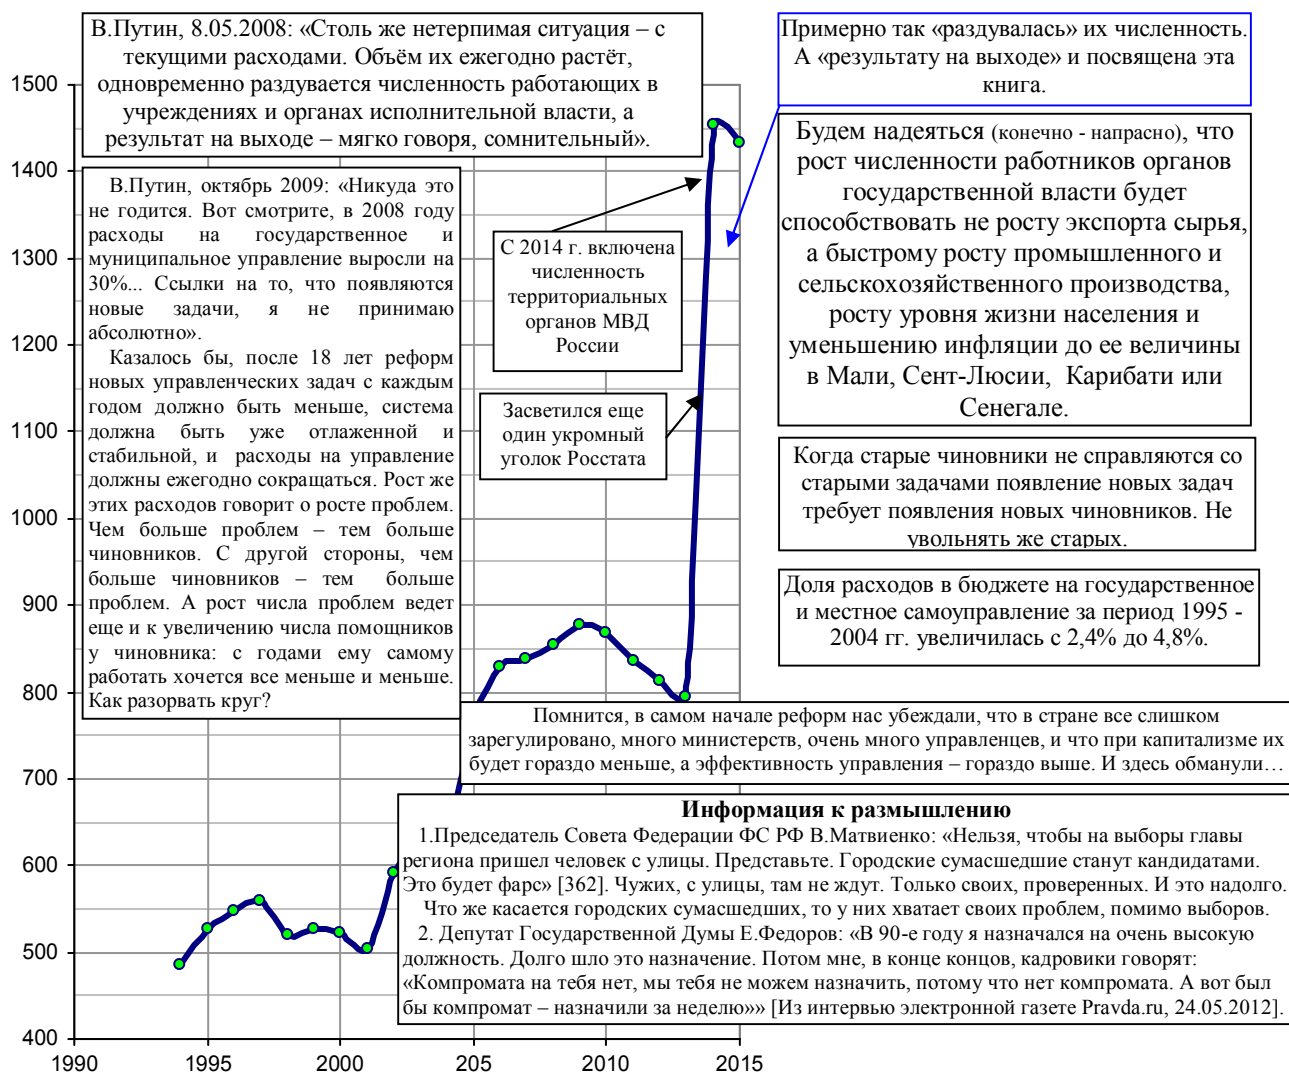 В.Путин, 8.05.2008: «Столь же нетерпимая ситуация – с
текущими расходами. Объём их ежегодно растёт,
одновременно раздувается численность работающих в
учреждениях и органах исполнительной власти, а
результат на выходе – мягко говоря, сомнительный».
Примерно так «раздувалась» их численность.
А «результату на выходе» и посвящена эта
книга.
Будем надеяться (конечно - напрасно), что
рост численности работников органов
государственной власти будет
способствовать не росту экспорта сырья,
а быстрому росту промышленного и
сельскохозяйственного производства,
росту уровня жизни населения и
уменьшению инфляции до ее величины
в Мали, Сент-Люсии, Карибати или
Сенегале.
В.Путин, октябрь 2009: «Никуда это
не годится. Вот смотрите, в 2008 году
расходы на государственное и
муниципальное управление выросли на
30%... Ссылки на то, что появляются
новые задачи, я не принимаю
абсолютно».
Казалось бы, после 18 лет реформ
новых управленческих задач с каждым
годом должно быть меньше, система
должна быть уже отлаженной и
стабильной, и расходы на управление
должны ежегодно сокращаться. Рост же
этих расходов говорит о росте проблем.
Чем больше проблем – тем больше
чиновников. С другой стороны, чем
больше чиновников – тем больше
проблем. А рост числа проблем ведет
еще и к увеличению числа помощников
у чиновника: с годами ему самому
работать хочется все меньше и меньше.
Как разорвать круг?
С 2014 г. включена
численность
территориальных
органов МВД
России
Засветился еще
один укромный
уголок Росстата
Когда старые чиновники не справляются со
старыми задачами появление новых задач
требует появления новых чиновников. Не
увольнять же старых.
Доля расходов в бюджете на государственное
и местное самоуправление за период 1995 -
2004 гг. увеличилась с 2,4% до 4,8%.
Помнится, в самом начале реформ нас убеждали, что в стране все слишком
зарегулировано, много министерств, очень много управленцев, и что при капитализме их
будет гораздо меньше, а эффективность управления – гораздо выше. И здесь обманули…
Информация к размышлению
1.Председатель Совета Федерации ФС РФ В.Матвиенко: «Нельзя, чтобы на выборы главы
региона пришел человек с улицы. Представьте. Городские сумасшедшие станут кандидатами.
Это будет фарс» [362]. Чужих, с улицы, там не ждут. Только своих, проверенных. И это надолго.
Что же касается городских сумасшедших, то у них хватает своих проблем, помимо выборов.
2. Депутат Государственной Думы Е.Федоров: «В 90-е году я назначался на очень высокую
должность. Долго шло это назначение. Потом мне, в конце концов, кадровики говорят:
«Компромата на тебя нет, мы тебя не можем назначить, потому что нет компромата. А вот был
бы компромат – назначили за неделю»» [Из интервью электронной газете Pravda.ru, 24.05.2012].
1500
1400
1300
1200
1100
1000
900
800
700
600
500
400
1990 1995 2000 205 2010 2015